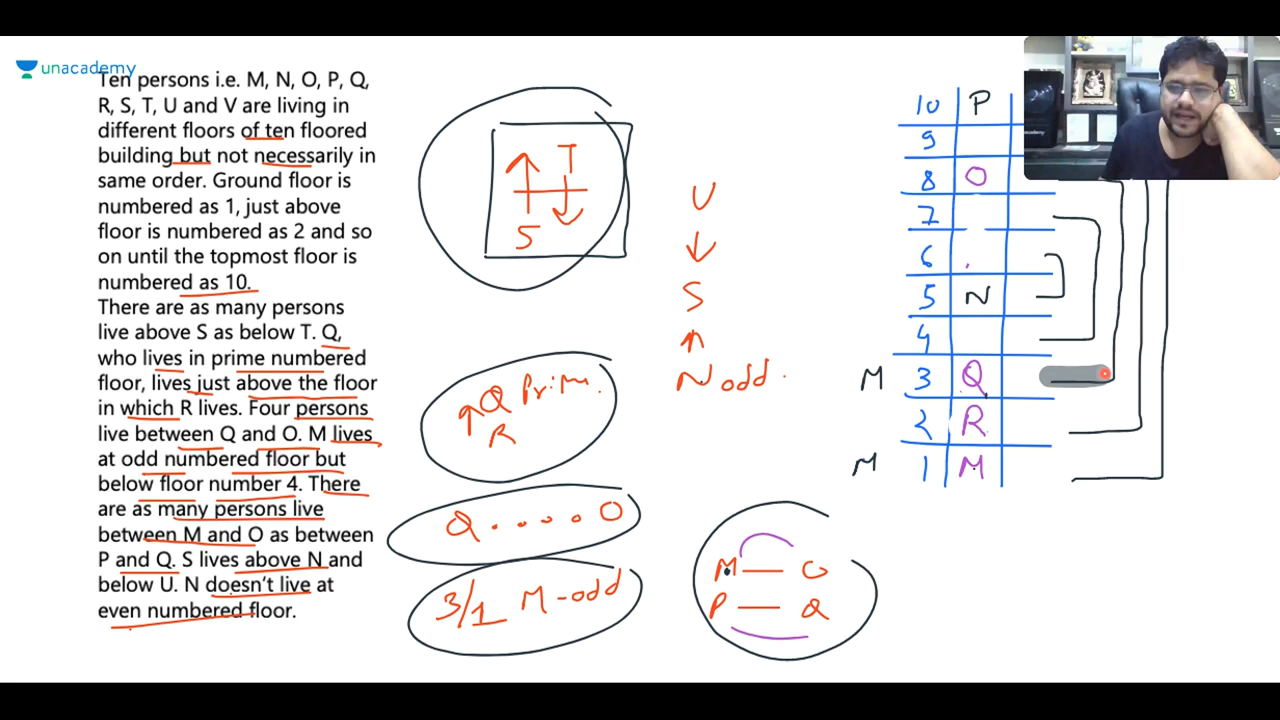 unacademy
Ten persons i.e. M, N, O, P, Q,
R, S, T, U and V are living in
different floors of ten floored
building but not necessarily in
same order. Ground floor is
numbered as 1, just above
floor is numbered as 2 and so
on until the topmost floor is
numbered as 10.
There are as many persons
live above S as below T. Q,
who lives in prime numbered
floor, lives just above the floor
in which R lives. Four persons
live between Q and O. M lives
at odd numbered floor but
below floor number 4. There
are as many persons live
between M and O as between
P and Q. S lives above N and
below U. N doesn't live at
even numbered floor.
T
S
Q Prim.
R
Q . . . . O
3/1 M-odd
U
↓
S
↑
N odd.
M — O
P — Q
10 P
9
8 O
7
6
5 N
4
M 3 Q
2 R
M 1 M